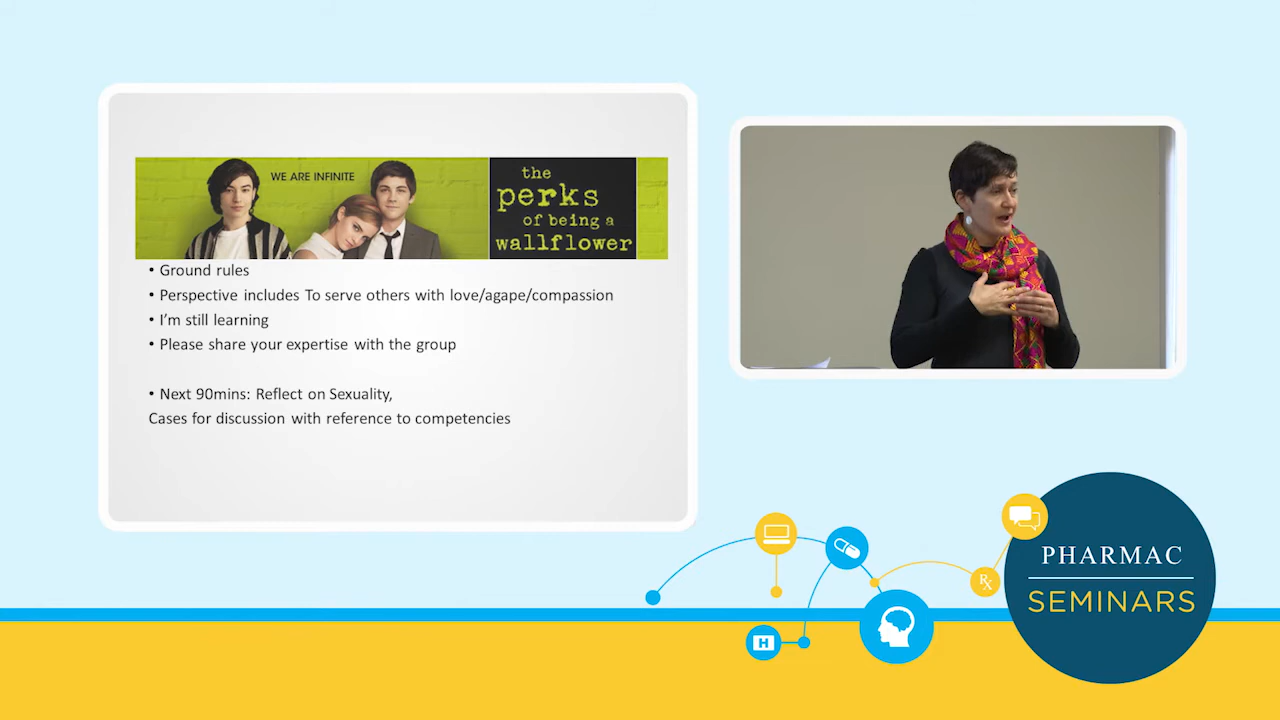 WE ARE INFINITE
the
perks
of being a
wallflower
• Ground rules
• Perspective includes To serve others with love/agape/compassion
• I'm still learning
• Please share your expertise with the group
• Next 90mins: Reflect on Sexuality,
Cases for discussion with reference to competencies
Rx
H
PHARMAC
SEMINARS